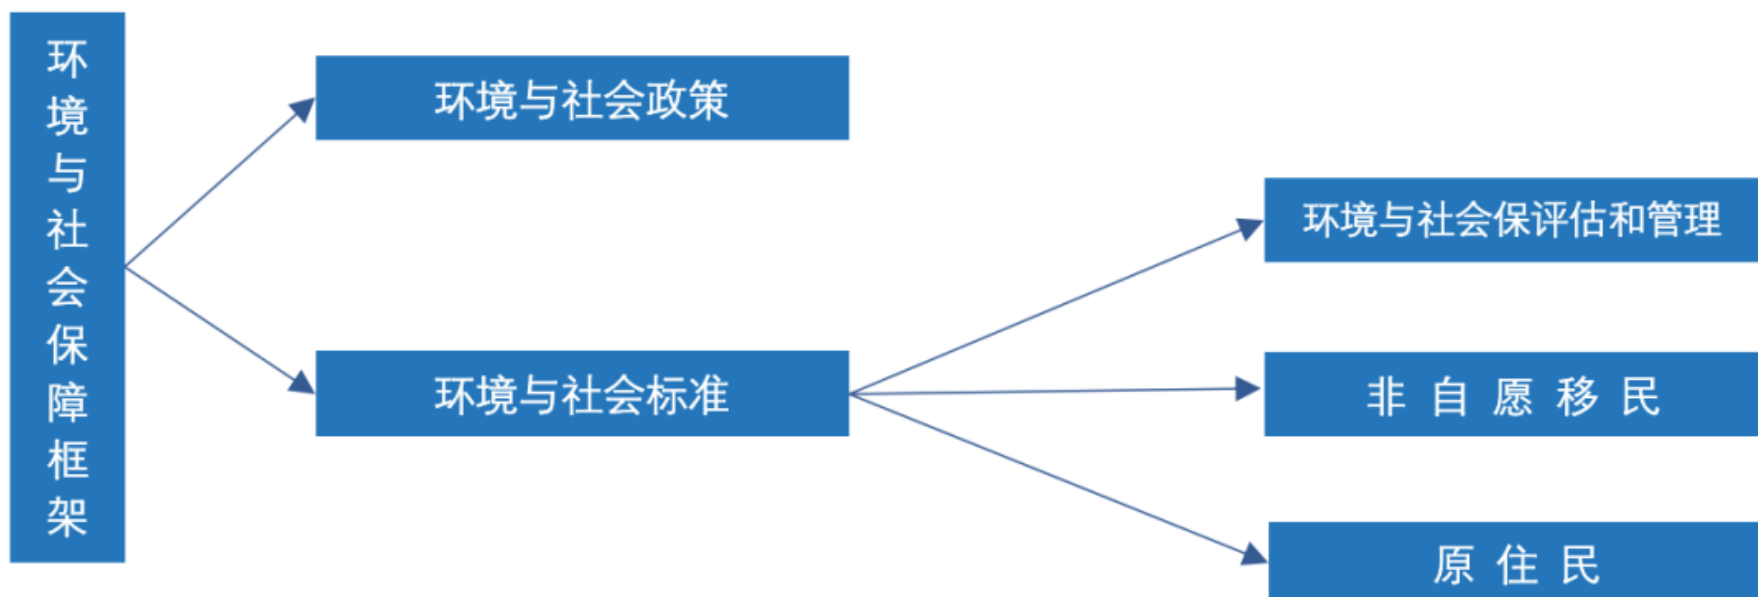 环境与社会保障框架
环境与社会政策
环境与社会标准
环境与社会保评估和管理
非自愿移民
原住民